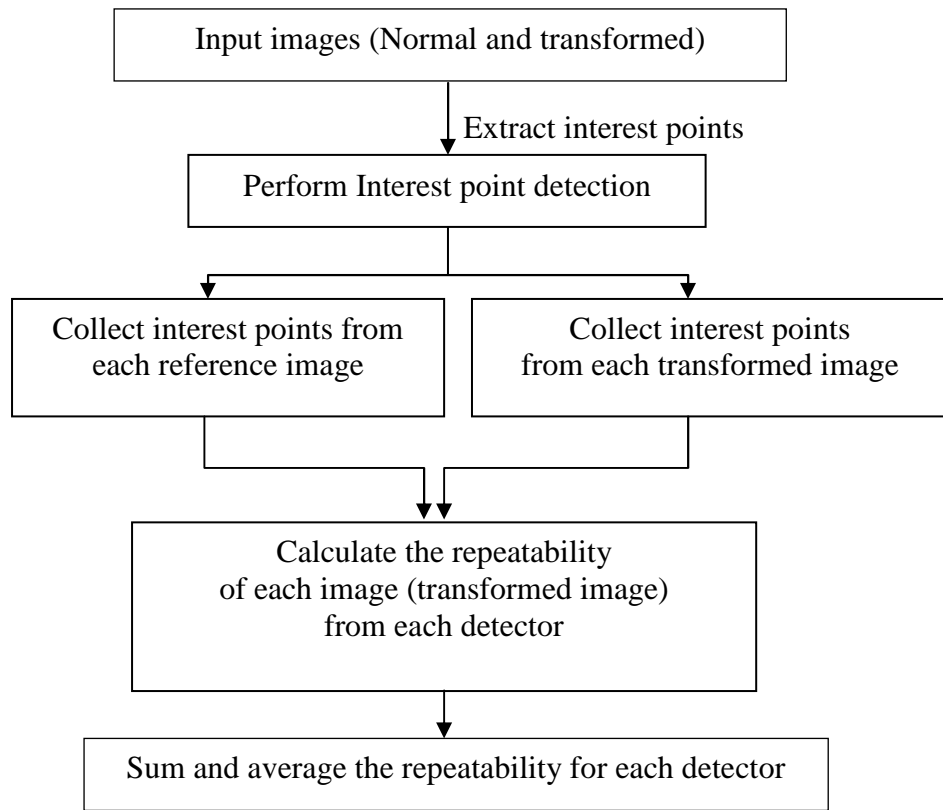 Input images (Normal and transformed)
Extract interest points
Perform Interest point detection
Collect interest points from
each reference image
Collect interest points
from each transformed image
Calculate the repeatability
of each image (transformed image)
from each detector
Sum and average the repeatability for each detector